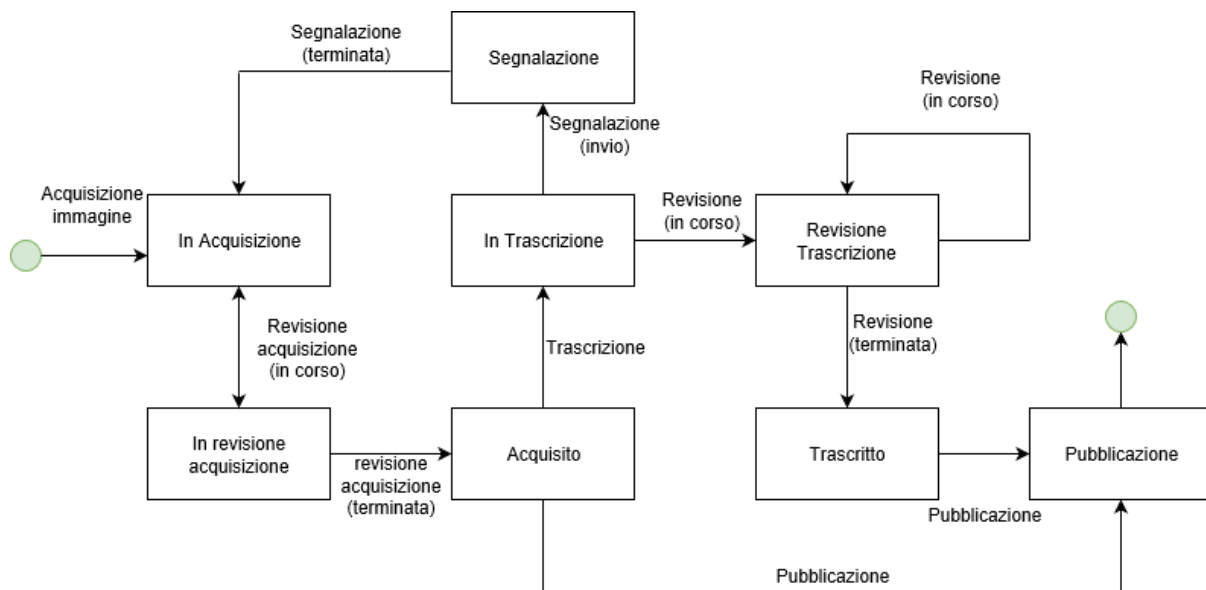 Segnalazione
(terminata)
Segnalazione
Revisione
(in corso)
Segnalazione
(invio)
Acquisizione
immagine
In Acquisizione
In Trascrizione
Revisione
(in corso)
Revisione
Trascrizione
Revisione
acquisizione
(in corso)
Trascrizione
Revisione
(terminata)
In revisione
acquisizione
revisione
acquisizione
(terminata)
Acquisito
Trascritto
Pubblicazione
Pubblicazione
Pubblicazione